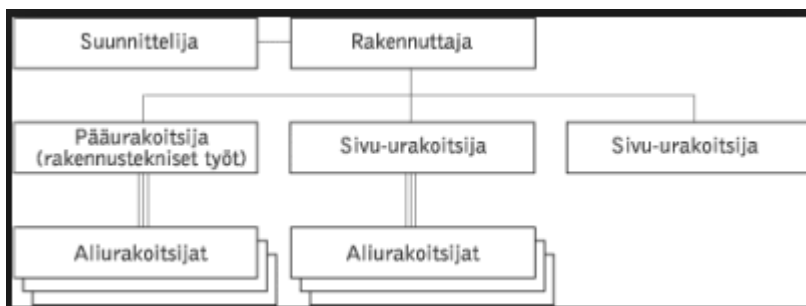 Suunnittelija
Rakennuttaja
Pääurakoitsija
(rakennustekniset työt)
Sivu-urakoitsija
Sivu-urakoitsija
Aliurakoitsijat
Aliurakoitsijat